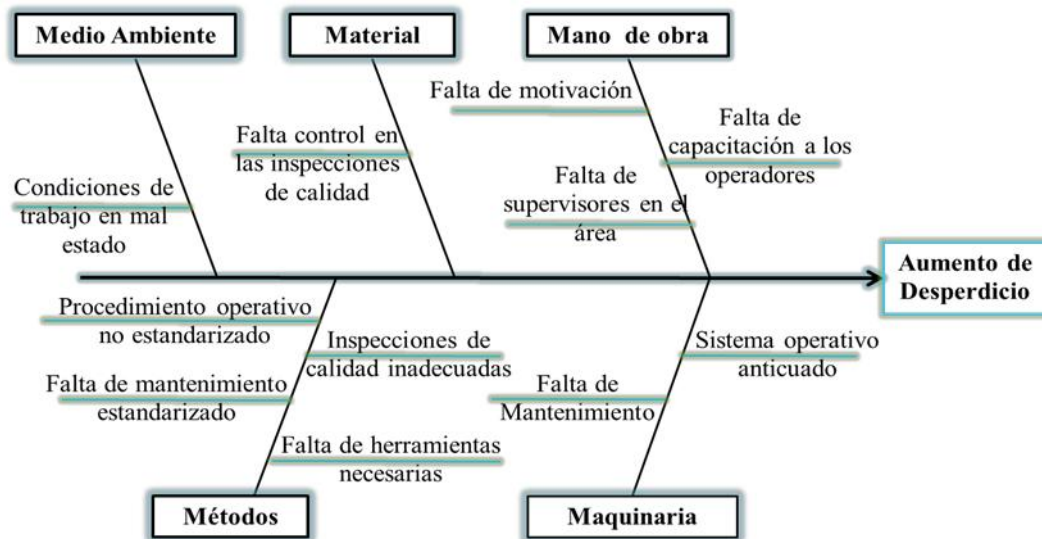 Medio Ambiente
Material
Mano de obra
Falta de motivación
Falta de
capacitación a los
operadores
Falta control en
las inspecciones
de calidad
Falta de
supervisores en el
área
Condiciones de
trabajo en mal
estado
Aumento de
Desperdicio
Procedimiento operativo
no estandarizado
Inspecciones de
calidad inadecuadas
Sistema operativo
anticuado
Falta de mantenimiento
estandarizado
Falta de
Mantenimiento
Falta de herramientas
necesarias
Métodos
Maquinaria